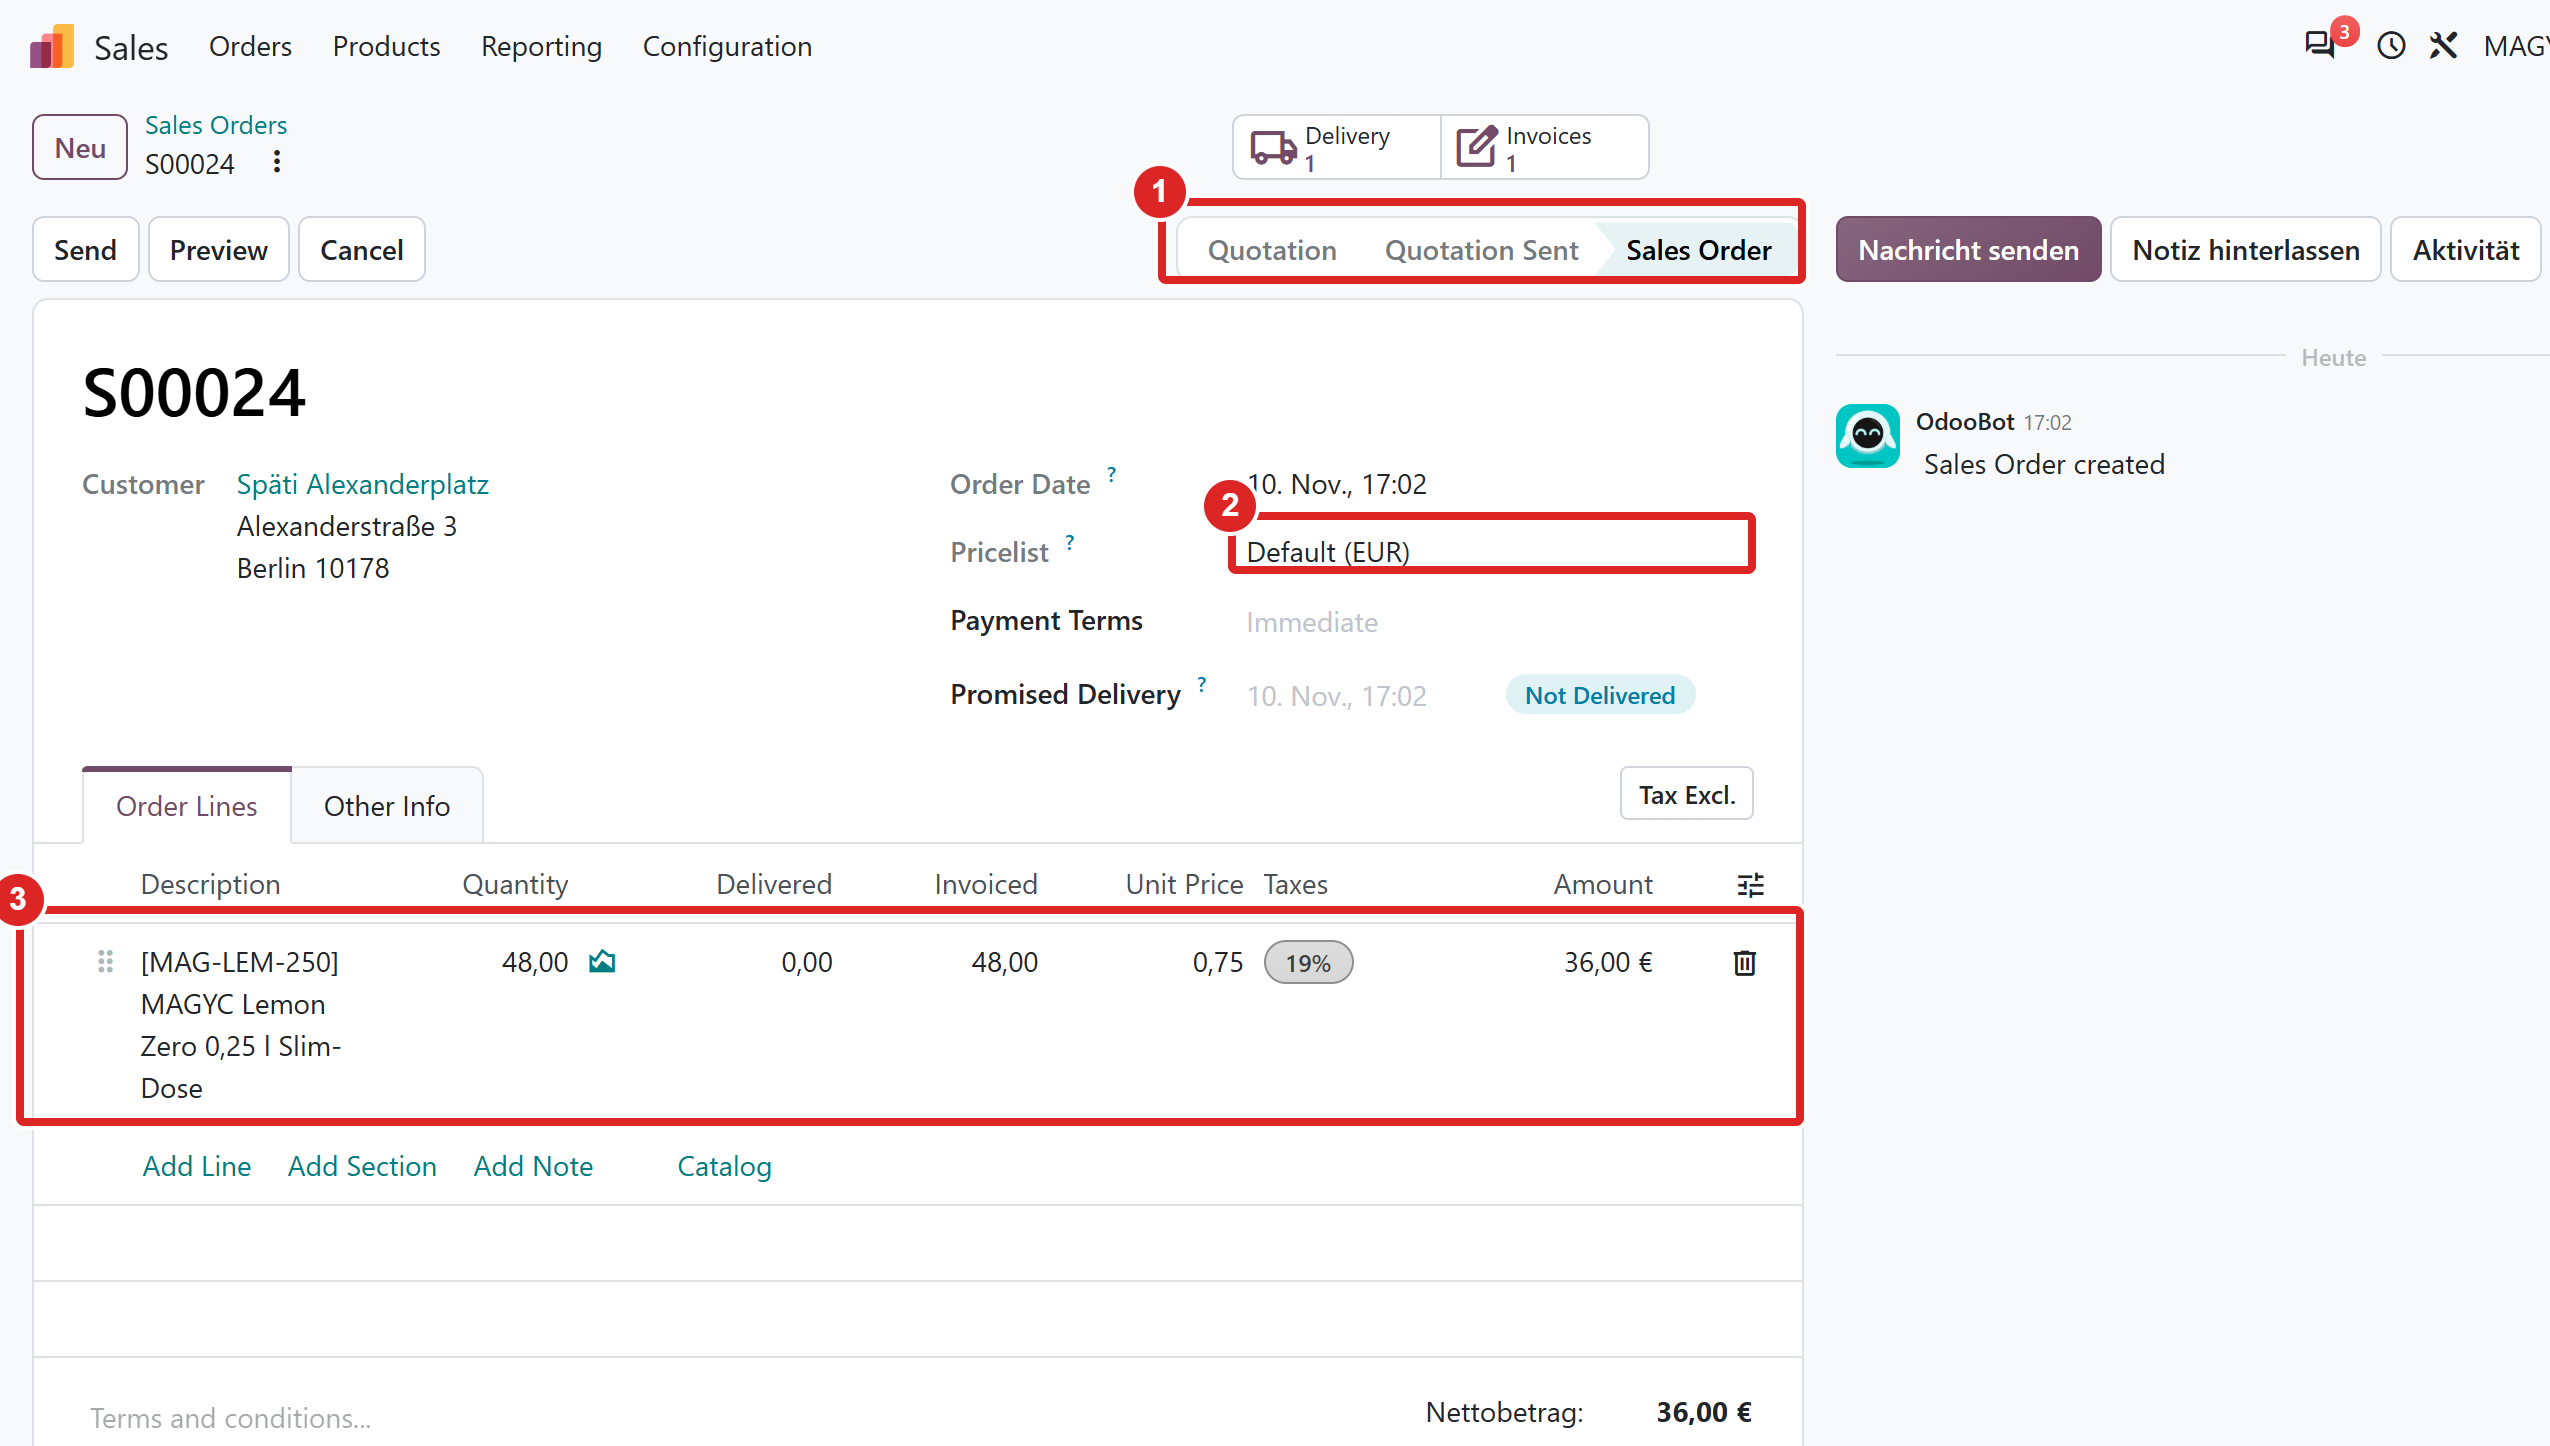 Sales Orders Products Reporting Configuration 3 MAGY
Neu Sales Orders
S00024
Delivery 1
Invoices 1
1
Send Preview Cancel Quotation Quotation Sent Sales Order Nachricht senden Notiz hinterlassen Aktivität
Heute
S00024
OdooBot 17:02
Sales Order created
Customer Späti Alexanderplatz
Alexanderstraße 3
Berlin 10178
Order Date ? 10. Nov., 17:02
2
Pricelist ? Default (EUR)
Payment Terms Immediate
Promised Delivery ? 10. Nov., 17:02 Not Delivered
Order Lines Other Info Tax Excl.
Description Quantity Delivered Invoiced Unit Price Taxes Amount
3
[MAG-LEM-250] 48,00 0,00 48,00 0,75 19% 36,00 €
MAGYC Lemon
Zero 0,25 l Slim-
Dose
Add Line Add Section Add Note Catalog
Terms and conditions... Nettobetrag: 36,00 €